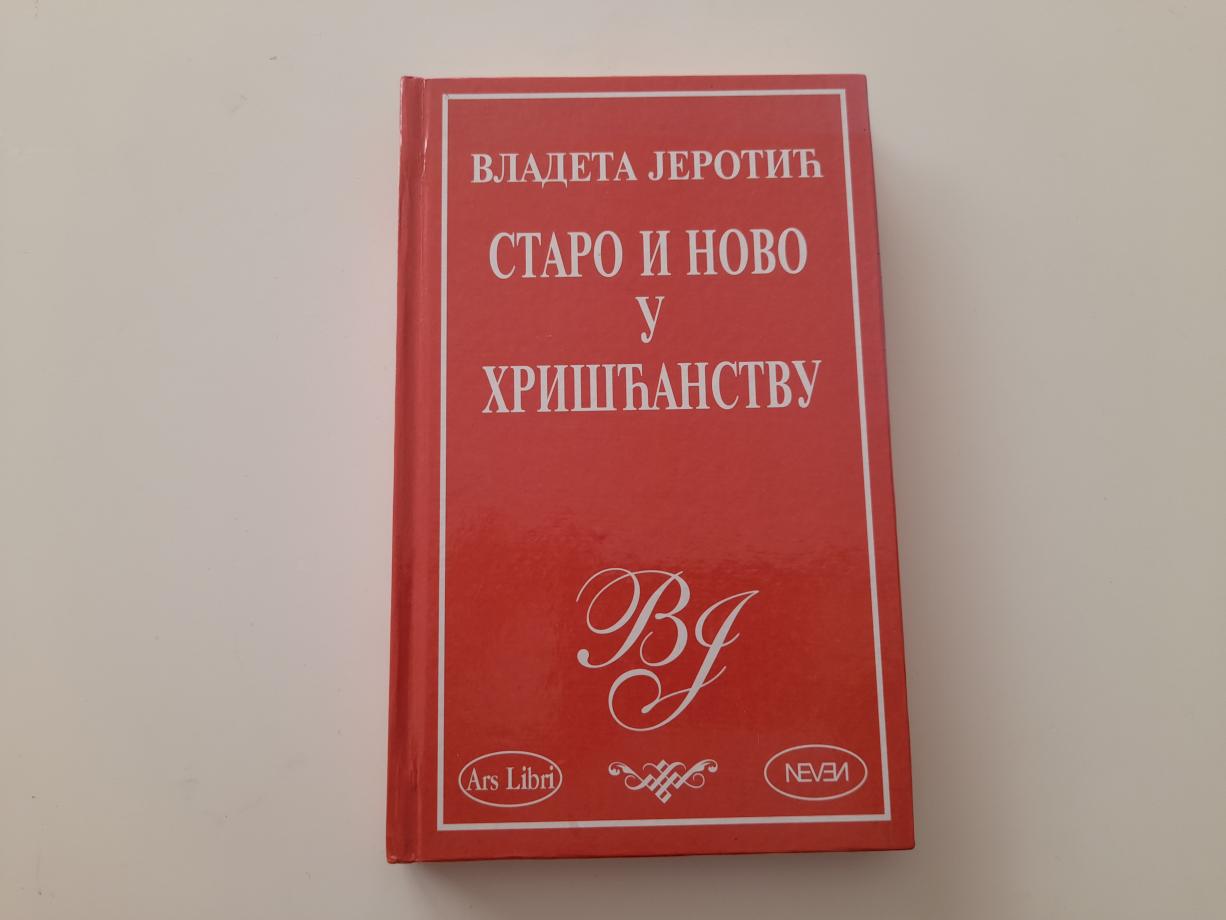 ВЛАДЕТА ЈЕРОТИЋ
СТАРО И НОВО
У
ХРИШЋАНСТВУ
ВЈ
Ars Libri
NEVEN